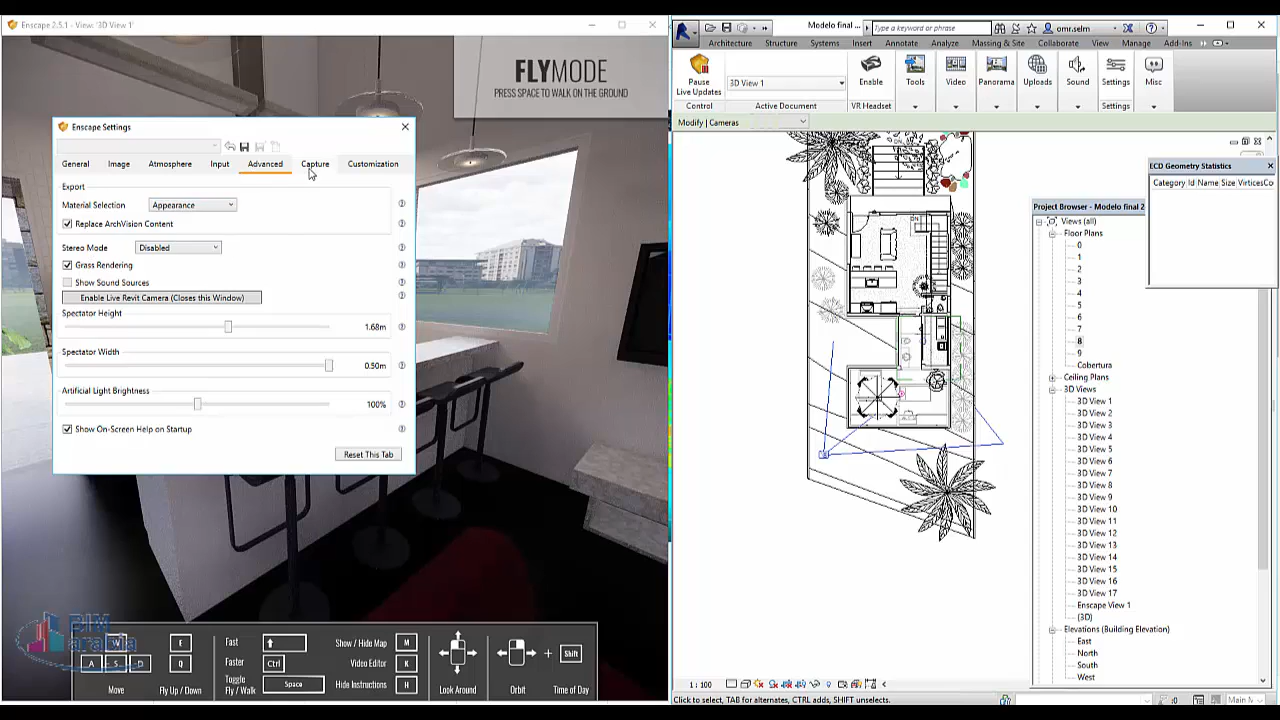 Enscape 2.5.1 - View: '3D View 1'
FLYMODE
PRESS SPACE TO WALK ON THE GROUND
Enscape Settings
General Image Atmosphere Input Advanced Capture Customization
Export
Material Selection Appearance
Replace ArchVision Content
Stereo Mode Disabled
Grass Rendering
Show Sound Sources
Enable Live Revit Camera (Closes this Window)
Spectator Height
1.68m
Spectator Width
0.50m
Artificial Light Brightness
100%
Show On-Screen Help on Startup
Reset This Tab
BIM
arabia
W F Fast Show / Hide Map M
A S D Q Faster Ctrl Video Editor K
Shift
Toggle
Fly / Walk
Space Hide Instructions H
Move Fly Up / Down Look Around Orbit Time of Day
Modelo final ...
Type a keyword or phrase
omr.selm
Architecture Structure Systems Insert Annotate Analyze Massing & Site Collaborate View Manage Add-Ins
Pause
Live Updates
3D View 1
Enable Tools Video Panorama Uploads Sound Settings Misc
Control Active Document VR Headset Settings
Modify | Cameras
DN
DN
ECD Geometry Statistics
Category Id Name Size VirticesCo
Project Browser - Modelo final 2
Views (all)
Floor Plans
0
1
2
3
4
5
6
7
8
9
Cobertura
Ceiling Plans
3D Views
3D View 1
3D View 2
3D View 3
3D View 4
3D View 5
3D View 6
3D View 7
3D View 8
3D View 9
3D View 10
3D View 11
3D View 12
3D View 13
3D View 14
3D View 15
3D View 16
3D View 17
Enscape View 1
(3D)
Elevations (Building Elevation)
East
North
South
West
1 : 100
Click to select, TAB for alternates, CTRL adds, SHIFT unselects.
:0
Main M